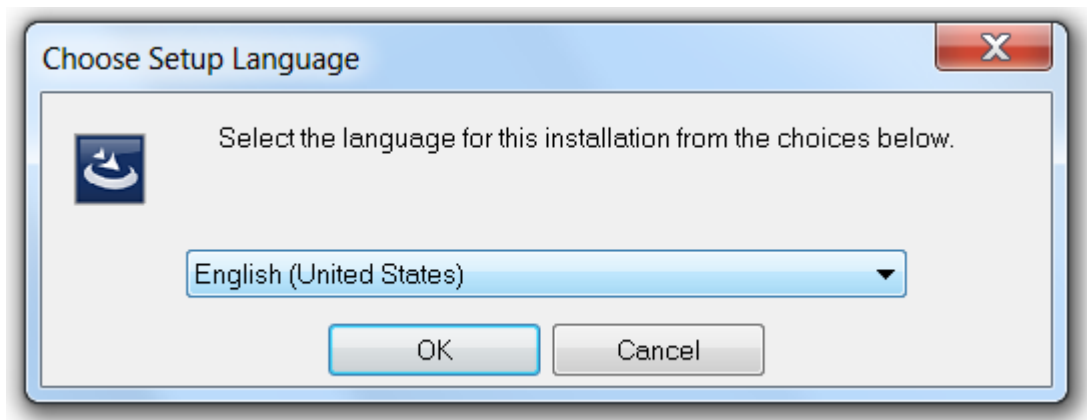 Choose Setup Language
Select the language for this installation from the choices below.
English (United States)
OK
Cancel